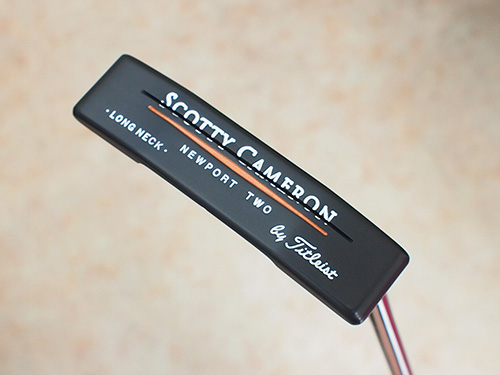 SCOTTY CAMERON
·LONG NECK· NEWPORT TWO
by Titleist